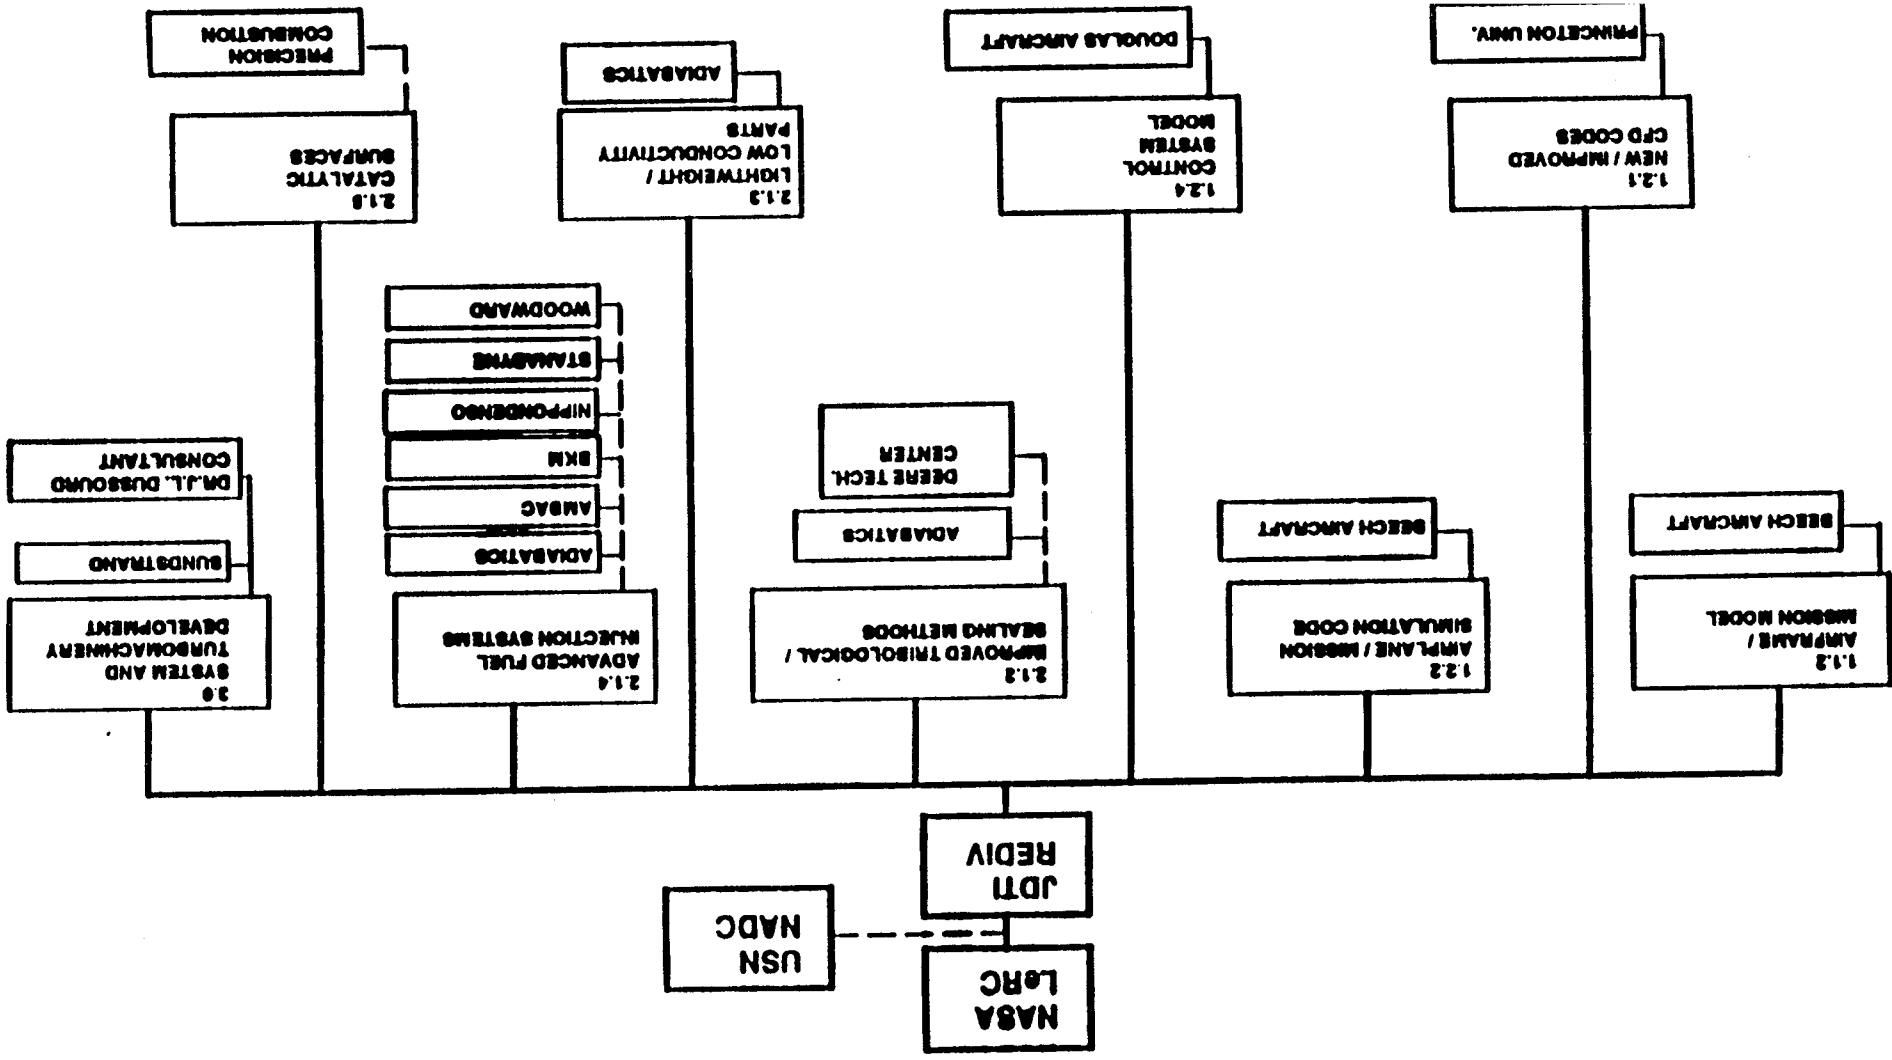 NASA
LeRC
USN
NADC
JDTI
REDIV
1.1.2
AIRFRAME /
MISSION MODEL
BEECH AIRCRAFT
1.2.2
AIRPLANE / MISSION
SIMULATION CODE
BEECH AIRCRAFT
2.1.2
IMPROVED TRIBOLOGICAL /
SEALING METHODS
ADIABATICS
DEERE TECH.
CENTER
2.1.4
ADVANCED FUEL
INJECTION SYSTEMS
ADIABATICS
AMBAC
BKM
NIPPONDENSO
STANADYNE
WOODWARD
3.0
SYSTEM AND
TURBOMACHINERY
DEVELOPMENT
SUNDSTRAND
DR.J.L. DUSSOURD
CONSULTANT
1.2.1
NEW / IMPROVED
CFD CODES
PRINCETON UNIV.
1.2.4
CONTROL
SYSTEM
MODEL
DOUGLAS AIRCRAFT
2.1.3
LIGHTWEIGHT /
LOW CONDUCTIVITY
PARTS
ADIABATICS
CATALYTIC
SURFACES
PRECISION
COMBUSTION